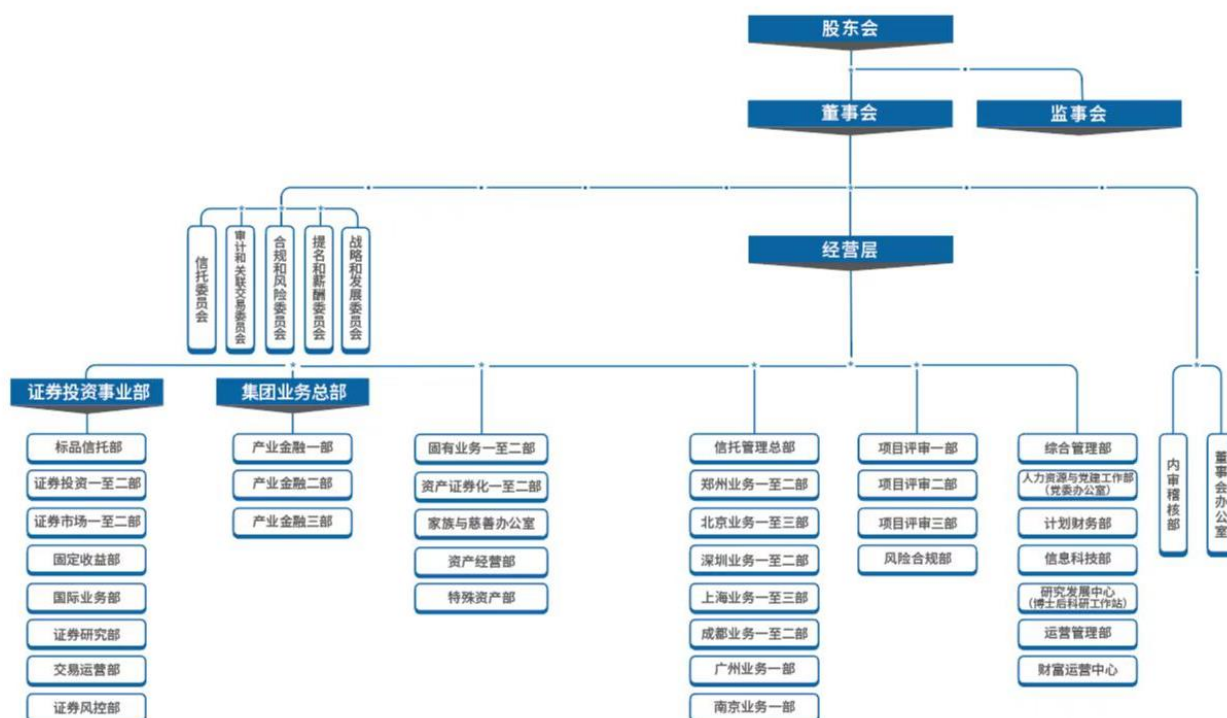 股东会
董事会
监事会
经营层
信托委员会
审计和关联交易委员会
合规和风险委员会
提名和薪酬委员会
战略和发展委员会
证券投资事业部
标品信托部
证券投资一至二部
证券市场一至二部
固定收益部
国际业务部
证券研究部
交易运营部
证券风控部
集团业务总部
产业金融一部
产业金融二部
产业金融三部
固有业务一至二部
资产证券化一至二部
家族与慈善办公室
资产经营部
特殊资产部
信托管理总部
郑州业务一至二部
北京业务一至三部
深圳业务一至二部
上海业务一至三部
成都业务一至二部
广州业务一部
南京业务一部
项目评审一部
项目评审二部
项目评审三部
风险合规部
综合管理部
人力资源与党建工作部
(党委办公室)
计划财务部
信息科技部
研究发展中心
(博士后科研工作站)
运营管理部
财富运营中心
内审稽核部
董事会办公室